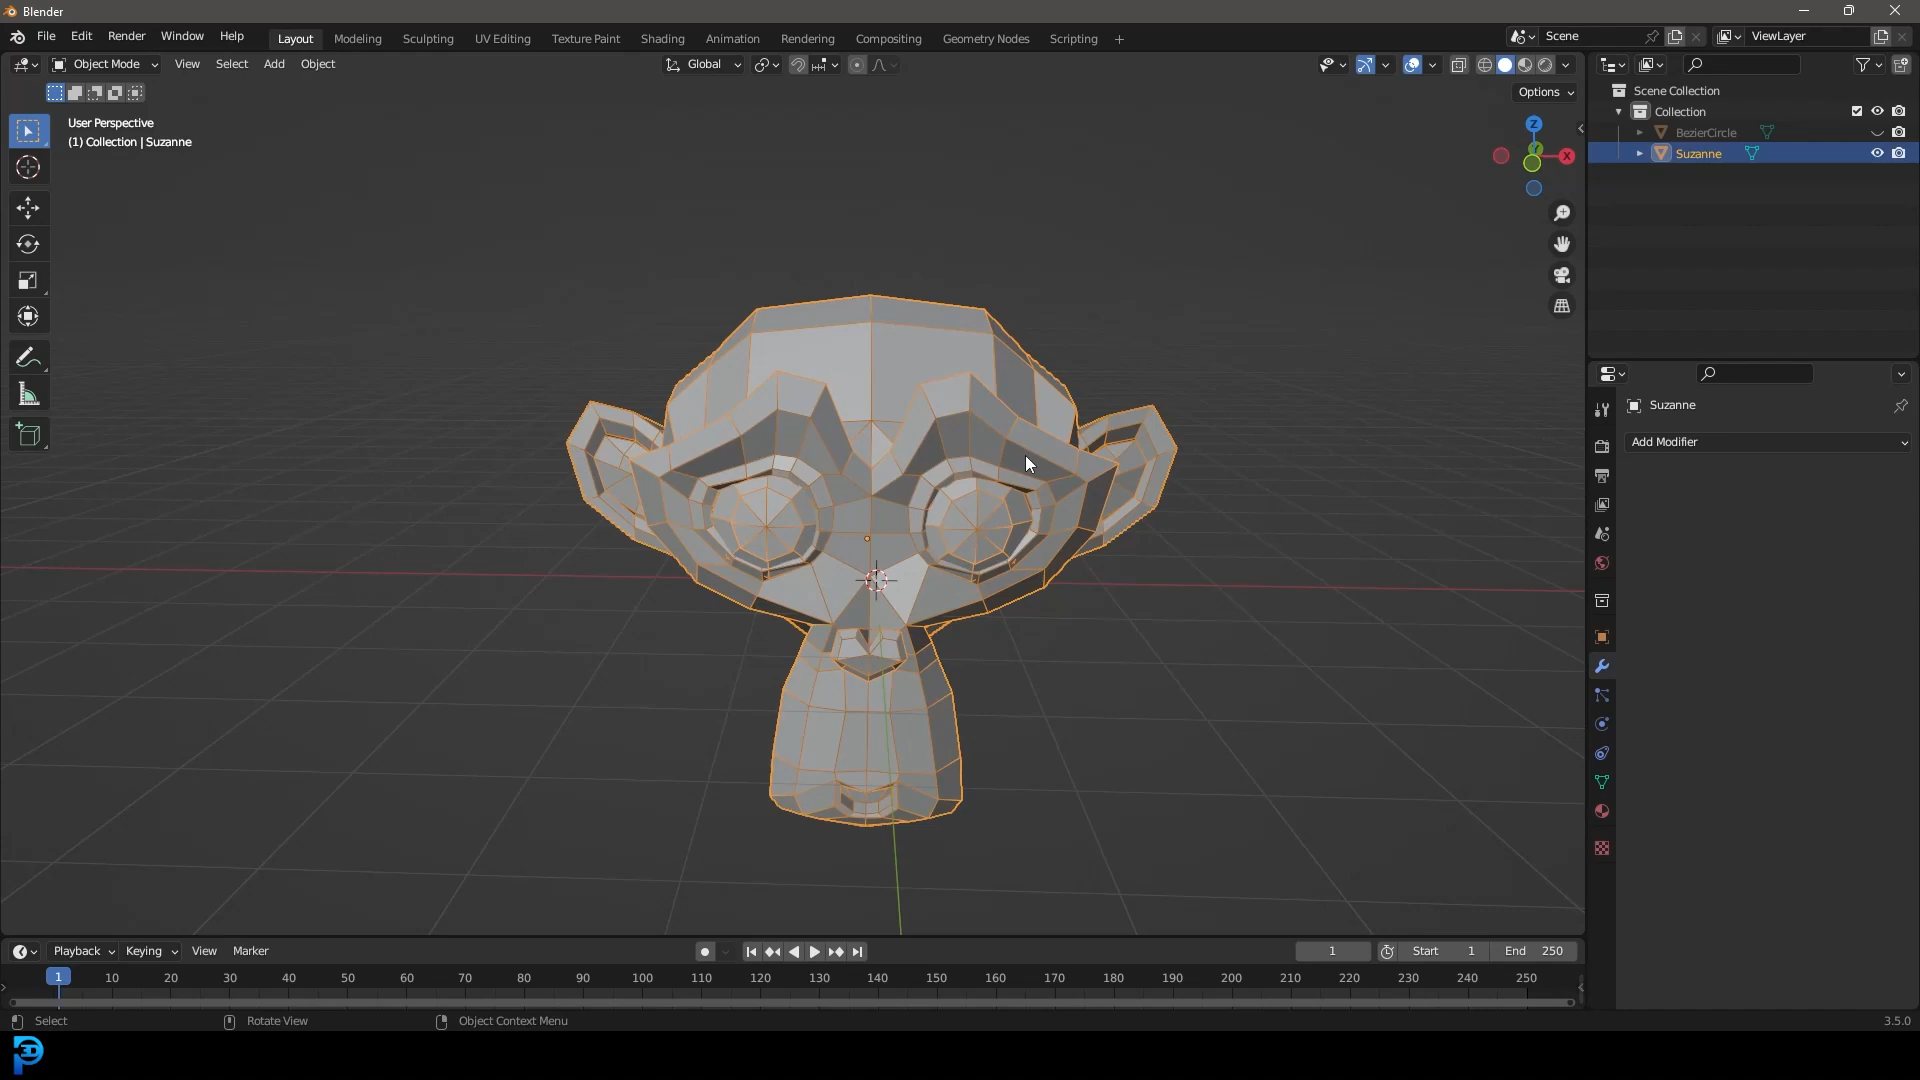 Blender
File Edit Render Window Help Layout Modeling Sculpting UV Editing Texture Paint Shading Animation Rendering Compositing Geometry Nodes Scripting + Scene ViewLayer
Object Mode View Select Add Object Global
Options
User Perspective
(1) Collection | Suzanne
Z
Y
X
Scene Collection
Collection
BezierCircle
Suzanne
Suzanne
Add Modifier
Playback Keying View Marker 1 Start 1 End 250
1 10 20 30 40 50 60 70 80 90 100 110 120 130 140 150 160 170 180 190 200 210 220 230 240 250
Select Rotate View Object Context Menu 3.5.0
3D